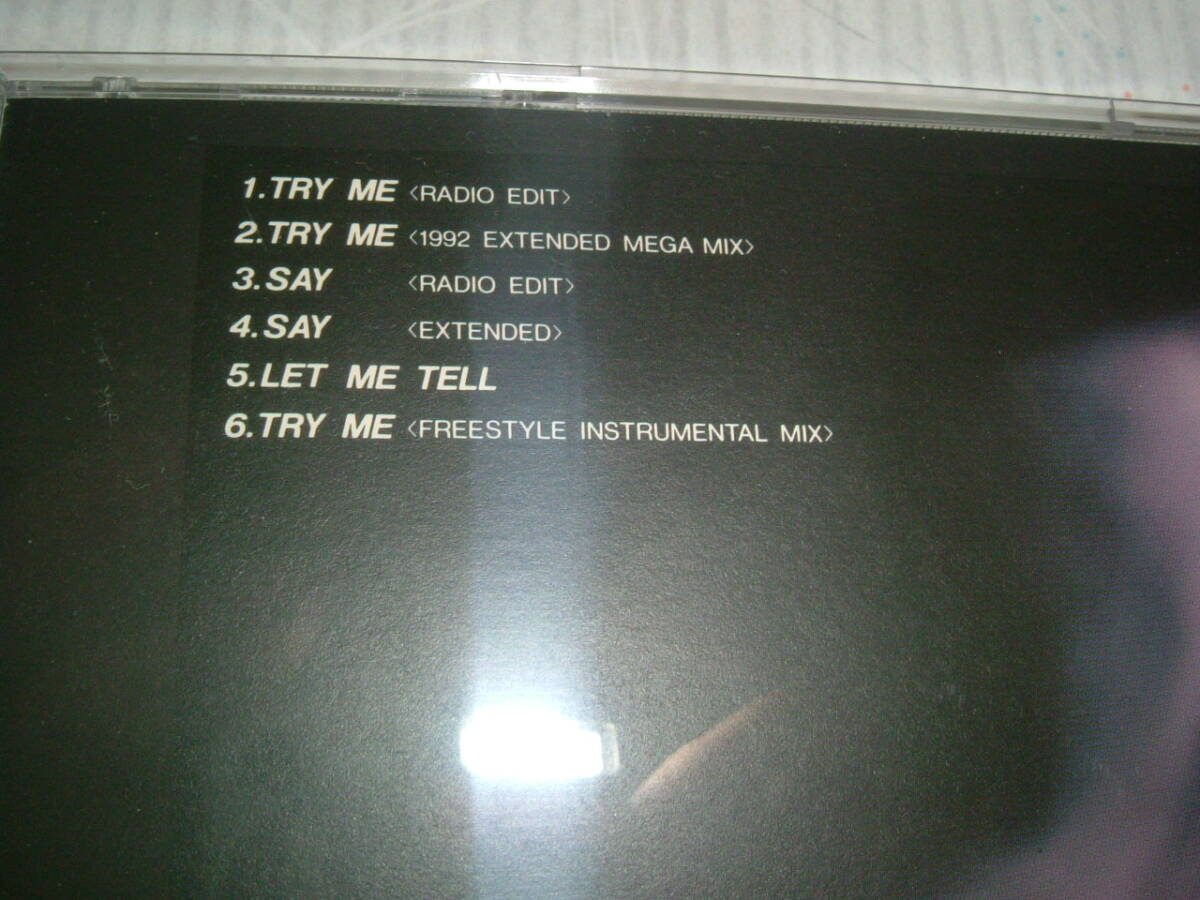 1.TRY ME <RADIO EDIT>
2.TRY ME <1992 EXTENDED MEGA MIX>
3.SAY <RADIO EDIT>
4.SAY <EXTENDED>
5.LET ME TELL
6.TRY ME <FREESTYLE INSTRUMENTAL MIX>